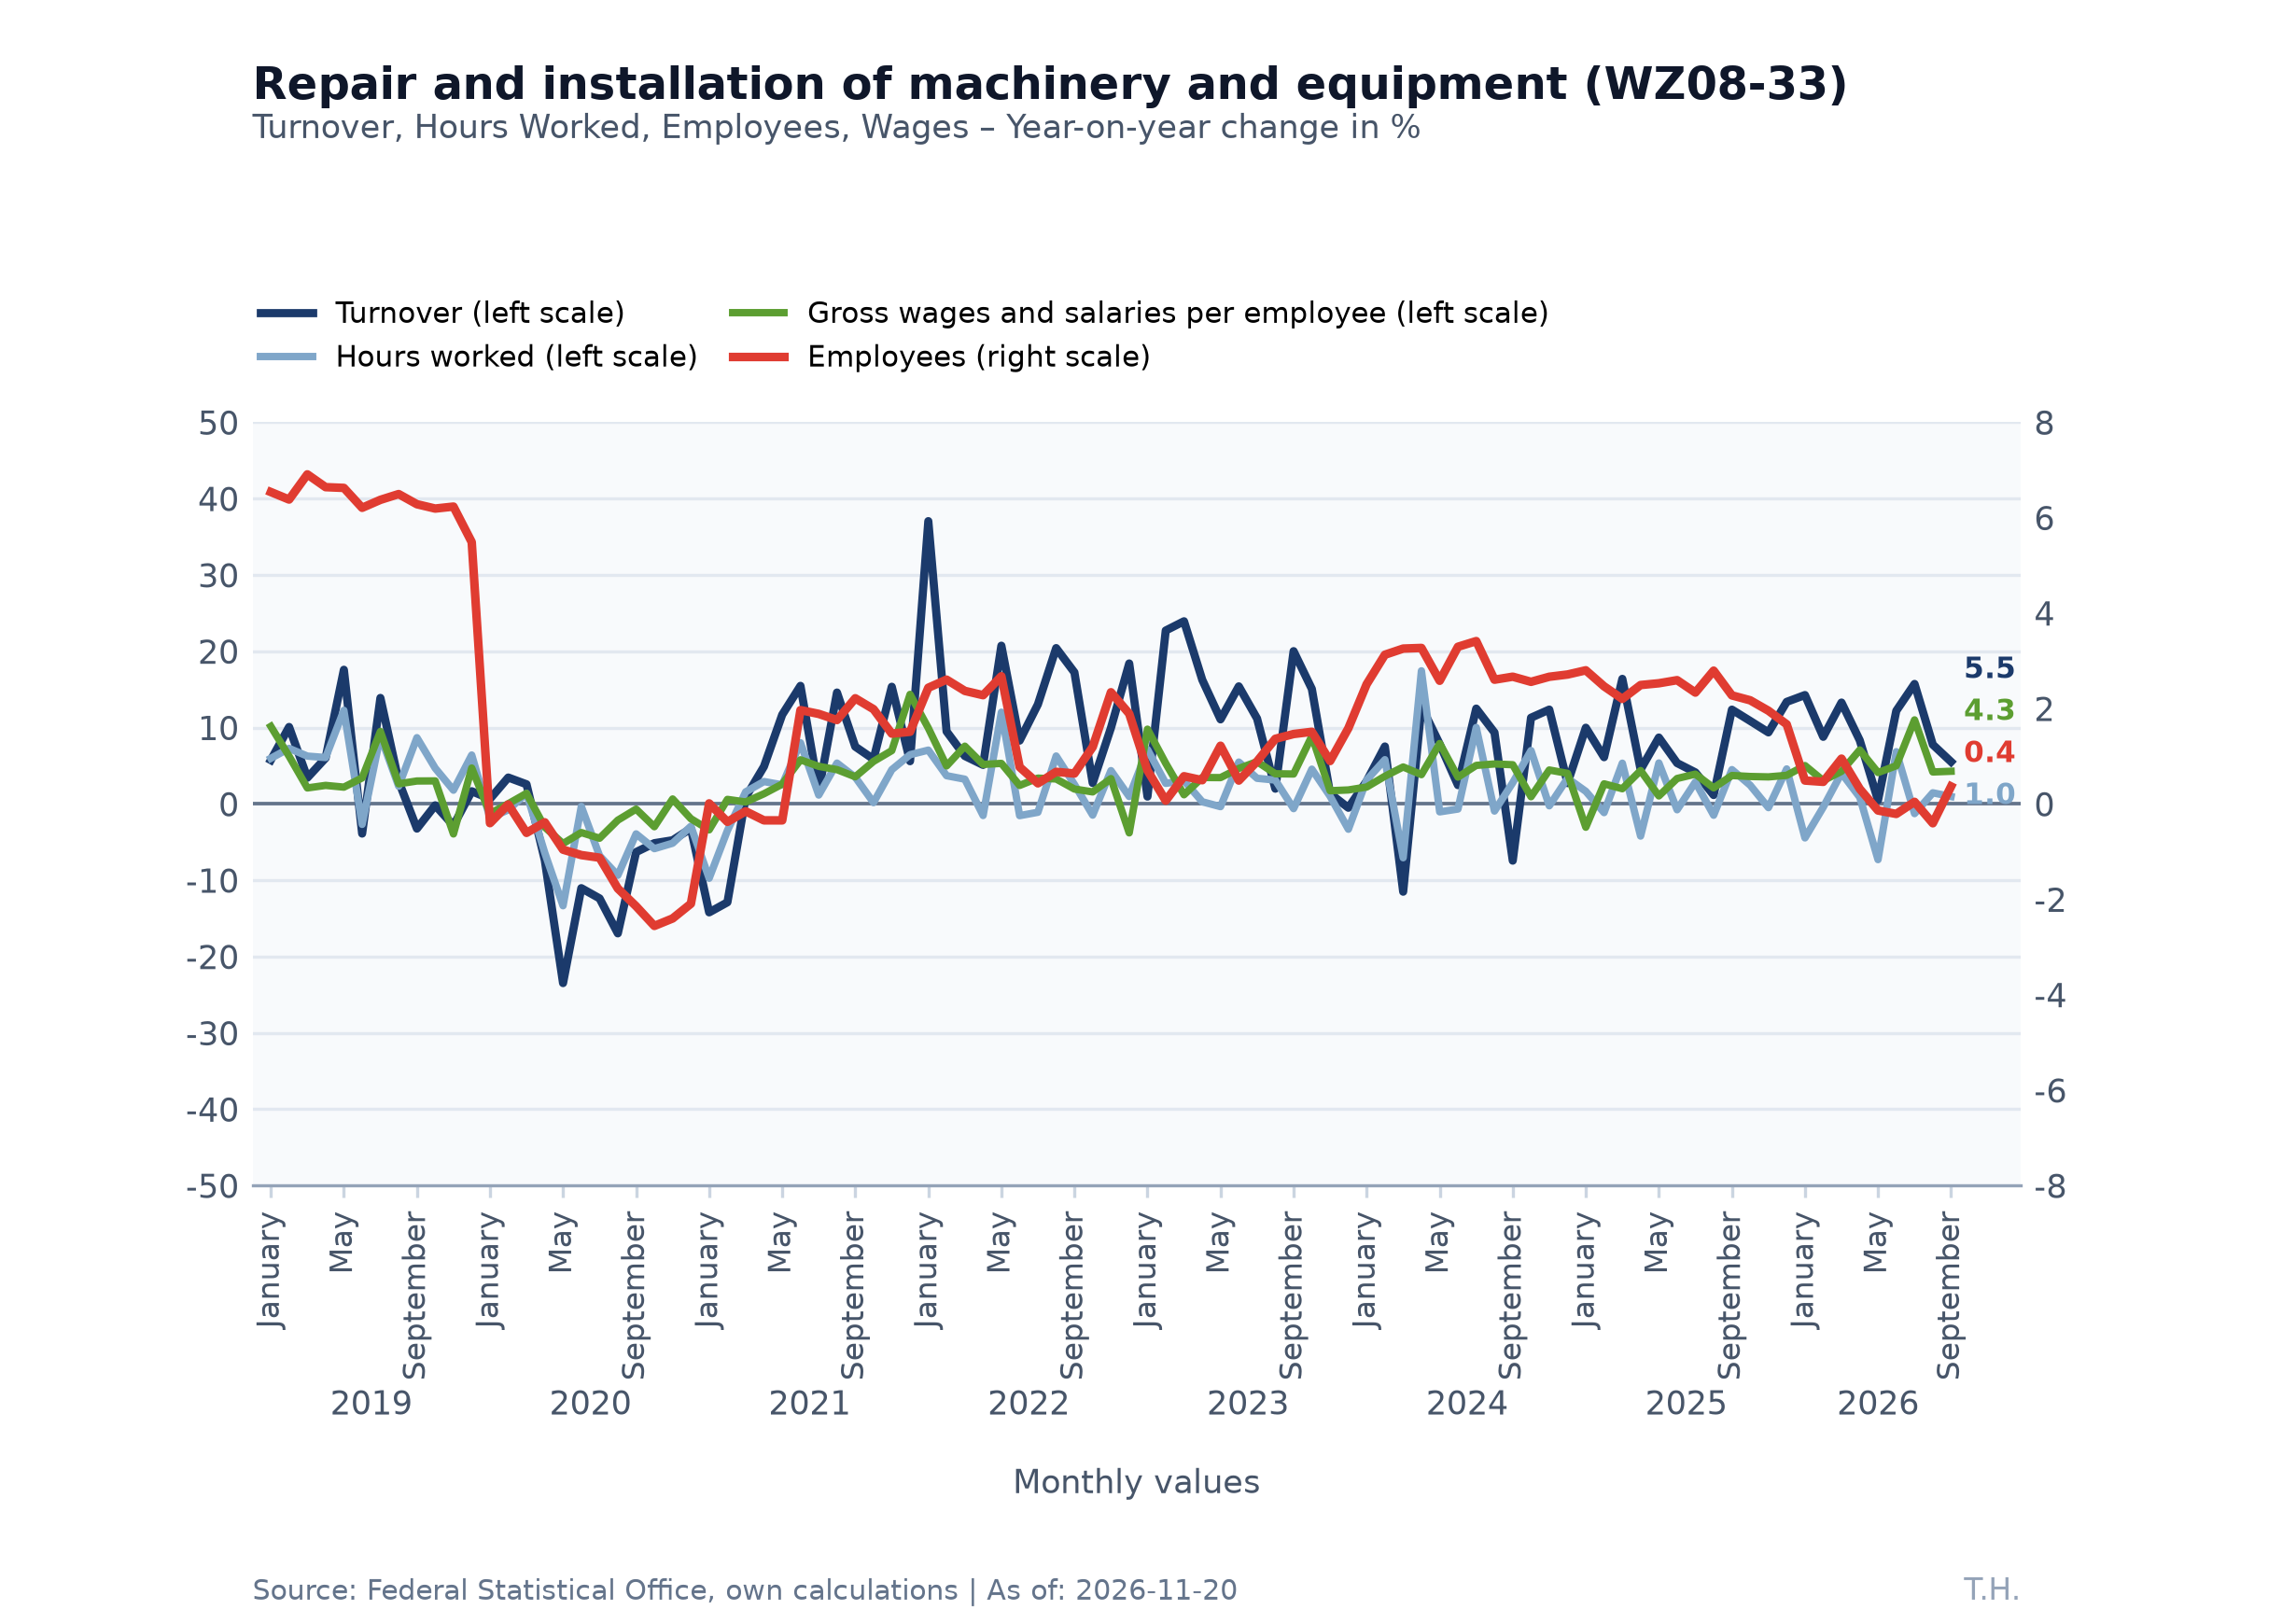 Repair and installation of machinery and equipment (WZ08-33)
Turnover, Hours Worked, Employees, Wages – Year-on-year change in %
Turnover (left scale)
Gross wages and salaries per employee (left scale)
Hours worked (left scale)
Employees (right scale)
50 8
40
6
30
4
20
5.5
10 2
4.3
0.4
0 0
1.0
-10
-2
-20
-4
-30
-6
-40
-50 -8
January May September January May September January May September January May September January May September January May September January May September January May September
2019 2020 2021 2022 2023 2024 2025 2026
Monthly values
Source: Federal Statistical Office, own calculations | As of: 2026-11-20
T.H.